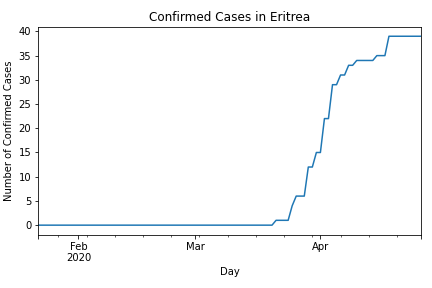 Confirmed Cases in Eritrea
Number of Confirmed Cases
40
35
30
25
20
15
10
5
0
Feb
2020
Mar
Apr
Day